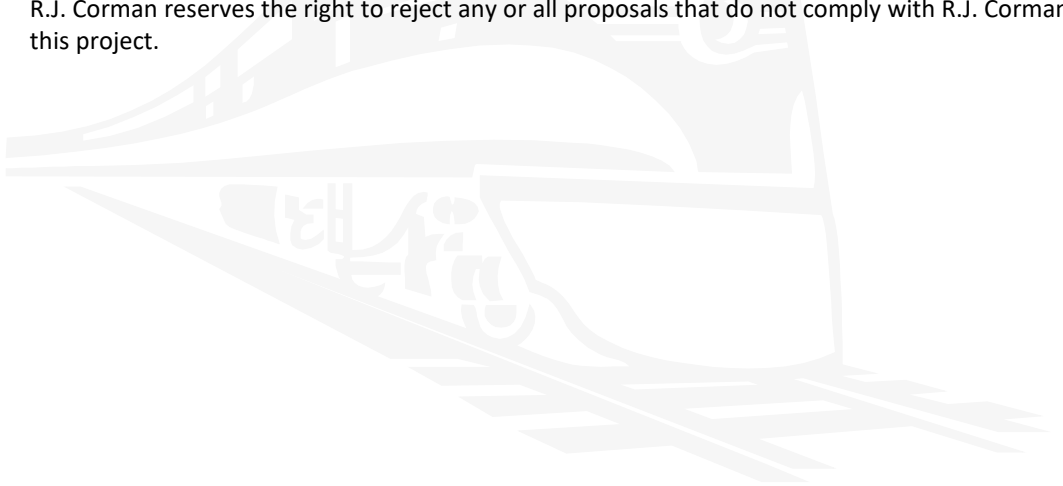 R.J. Corman reserves the right to reject any or all proposals that do not comply with R.J. Corman
this project.